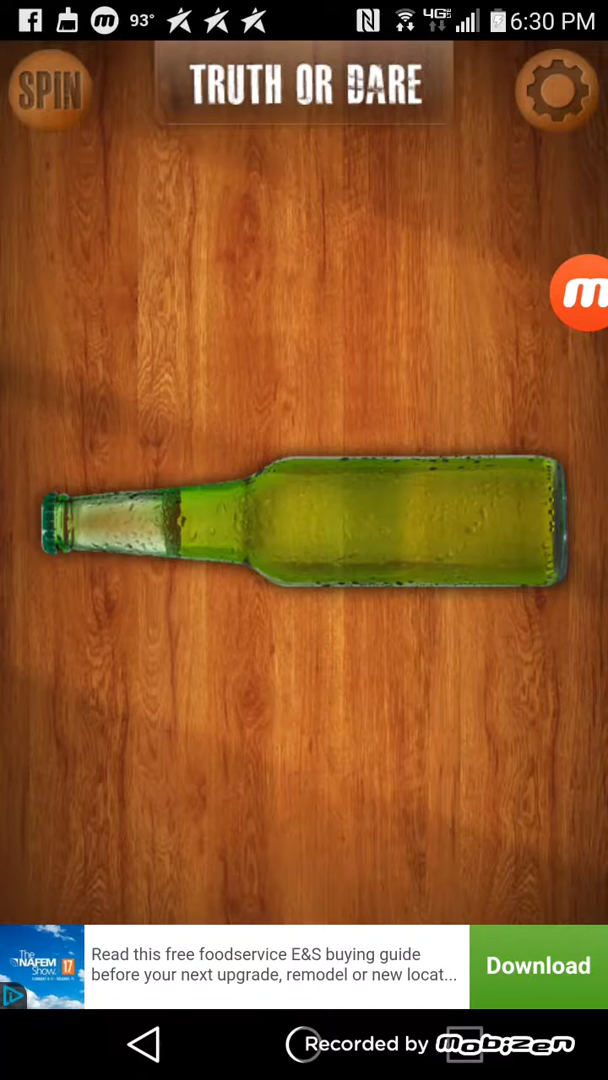 93° 4G 6:30 PM
SPIN
TRUTH OR DARE
m
The NAFEM Show. 17
Read this free foodservice E&S buying guide
before your next upgrade, remodel or new locat...
Download
Recorded by Mobizen